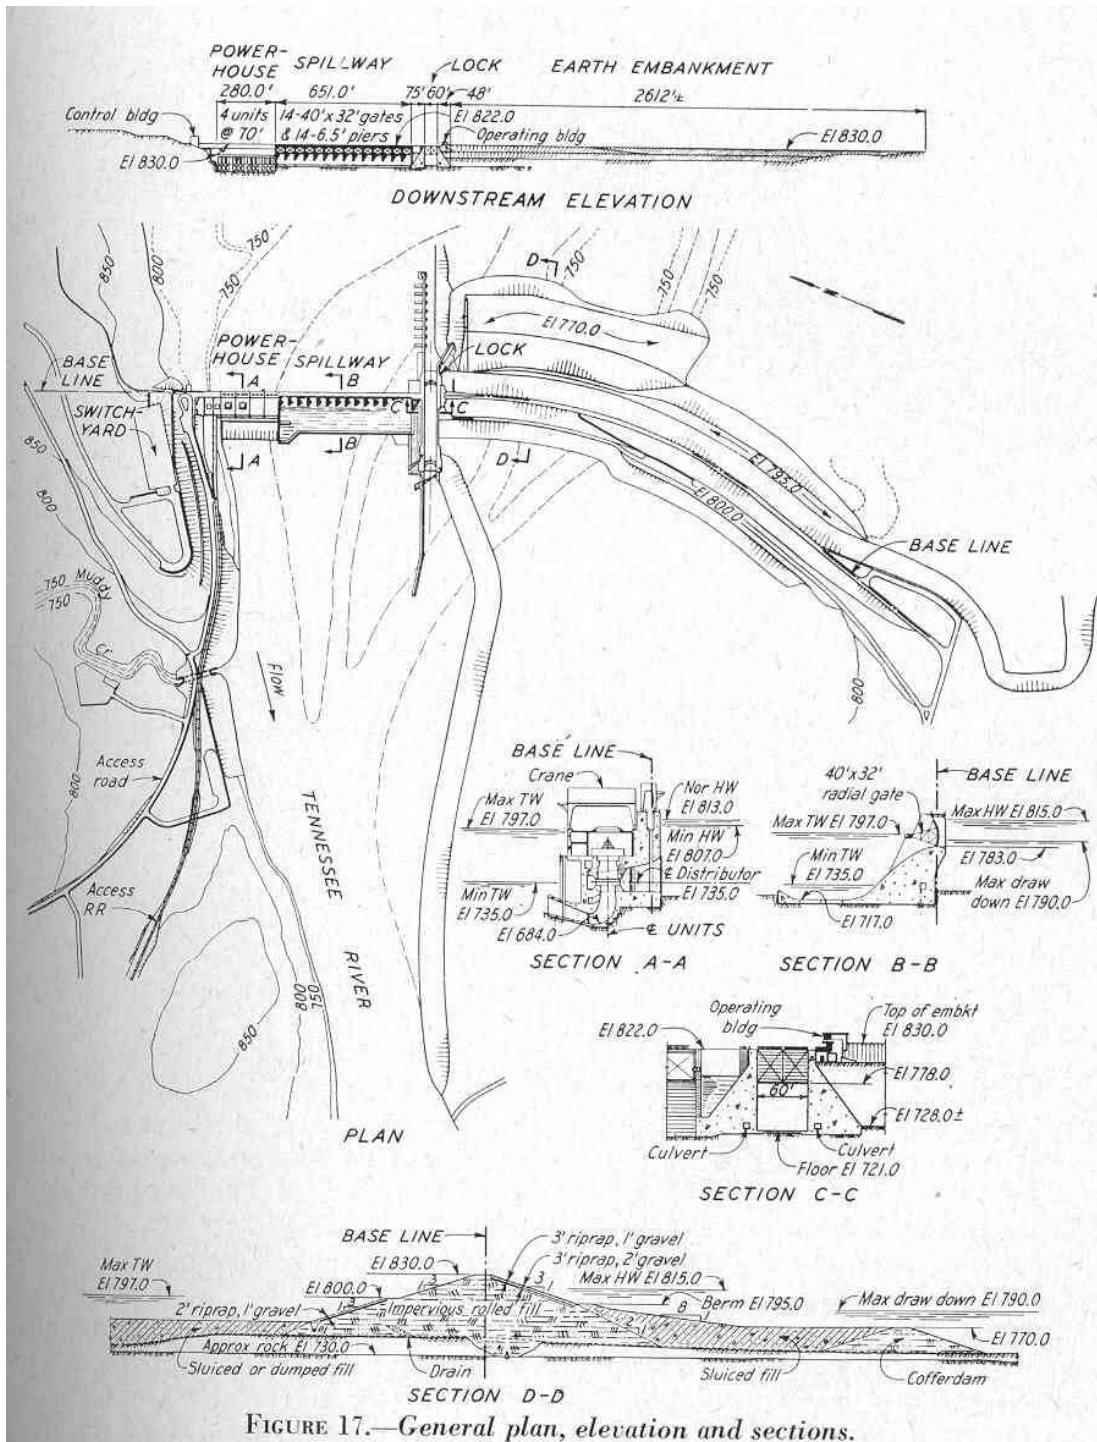 POWER-
HOUSE SPILLWAY LOCK EARTH EMBANKMENT
280.0' 651.0' 75' 60' 48' 2612'±
Control bldg 4 units 14-40'x32' gates El 822.0
@ 70' & 14-6.5' piers Operating bldg El 830.0
El 830.0
DOWNSTREAM ELEVATION
850
800
750
750
750
750
D
El 770.0
POWER-
HOUSE SPILLWAY LOCK
BASE
LINE
A B
C C
SWITCH-
YARD
850
A B D
800
El 795.0
El 800.0
BASE LINE
750 Muddy
750
Cr.
Flow
800
Access
road
800
TENNESSEE
RIVER
Access
RR
750
800
850
PLAN
BASE LINE
Crane
Max TW
El 797.0
Nor HW
El 813.0
Min HW
El 807.0
℄ Distributor
El 735.0
Min TW
El 735.0
El 684.0
℄ UNITS
SECTION A-A
BASE LINE
40'x32'
radial gate
Max HW El 815.0
Max TW El 797.0
Min TW
El 735.0
El 783.0
Max draw
down El 790.0
El 717.0
SECTION B-B
Operating
bldg
Top of embkt
El 830.0
El 822.0
El 778.0
60'
El 728.0±
Culvert
Culvert
Floor El 721.0
SECTION C-C
BASE LINE
3' riprap, 1' gravel
3' riprap, 2' gravel
Max TW
El 797.0
El 830.0
Max HW El 815.0
El 800.0
3
1
3
1
Berm El 795.0
Max draw down El 790.0
2' riprap, 1' gravel
1
3
Impervious rolled fill
8
1
El 770.0
Approx rock El 730.0
Sluiced or dumped fill
Drain
Sluiced fill
Cofferdam
SECTION D-D
FIGURE 17.—General plan, elevation and sections.